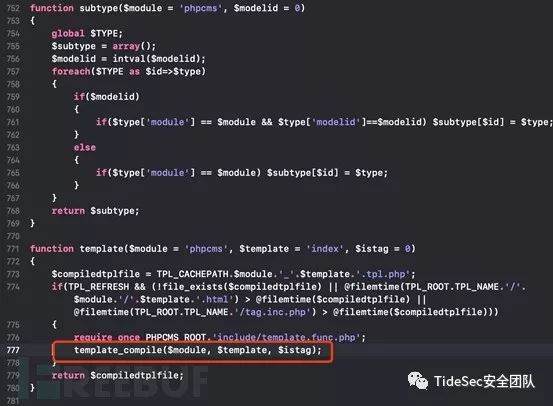 752 function subtype($module = 'phpcms', $modelid = 0)
753 {
754 global $TYPE;
755 $subtype = array();
756 $modelid = intval($modelid);
757 foreach($TYPE as $id=>$type)
758 {
759 if($modelid)
760 {
761 if($type['module'] == $module && $type['modelid']==$modelid) $subtype[$id] = $type;
762 }
763 else
764 {
765 if($type['module'] == $module) $subtype[$id] = $type;
766 }
767 }
768 return $subtype;
769 }
770
771 function template($module = 'phpcms', $template = 'index', $istag = 0)
772 {
773 $compiledtplfile = TPL_CACHEPATH.$module.'_'.$template.'.tpl.php';
774 if(TPL_REFRESH && (!file_exists($compiledtplfile) || @filemtime(TPL_ROOT.TPL_NAME.'/'.
$module.'/'.$template.'.html') > @filemtime($compiledtplfile) ||
@filemtime(TPL_ROOT.TPL_NAME.'/tag.inc.php') > @filemtime($compiledtplfile)))
775 {
776 require_once PHPCMS_ROOT.'include/template.func.php';
777 template_compile($module, $template, $istag);
778 }
779 return $compiledtplfile;
780 }
781
REEBUF
TideSec安全团队